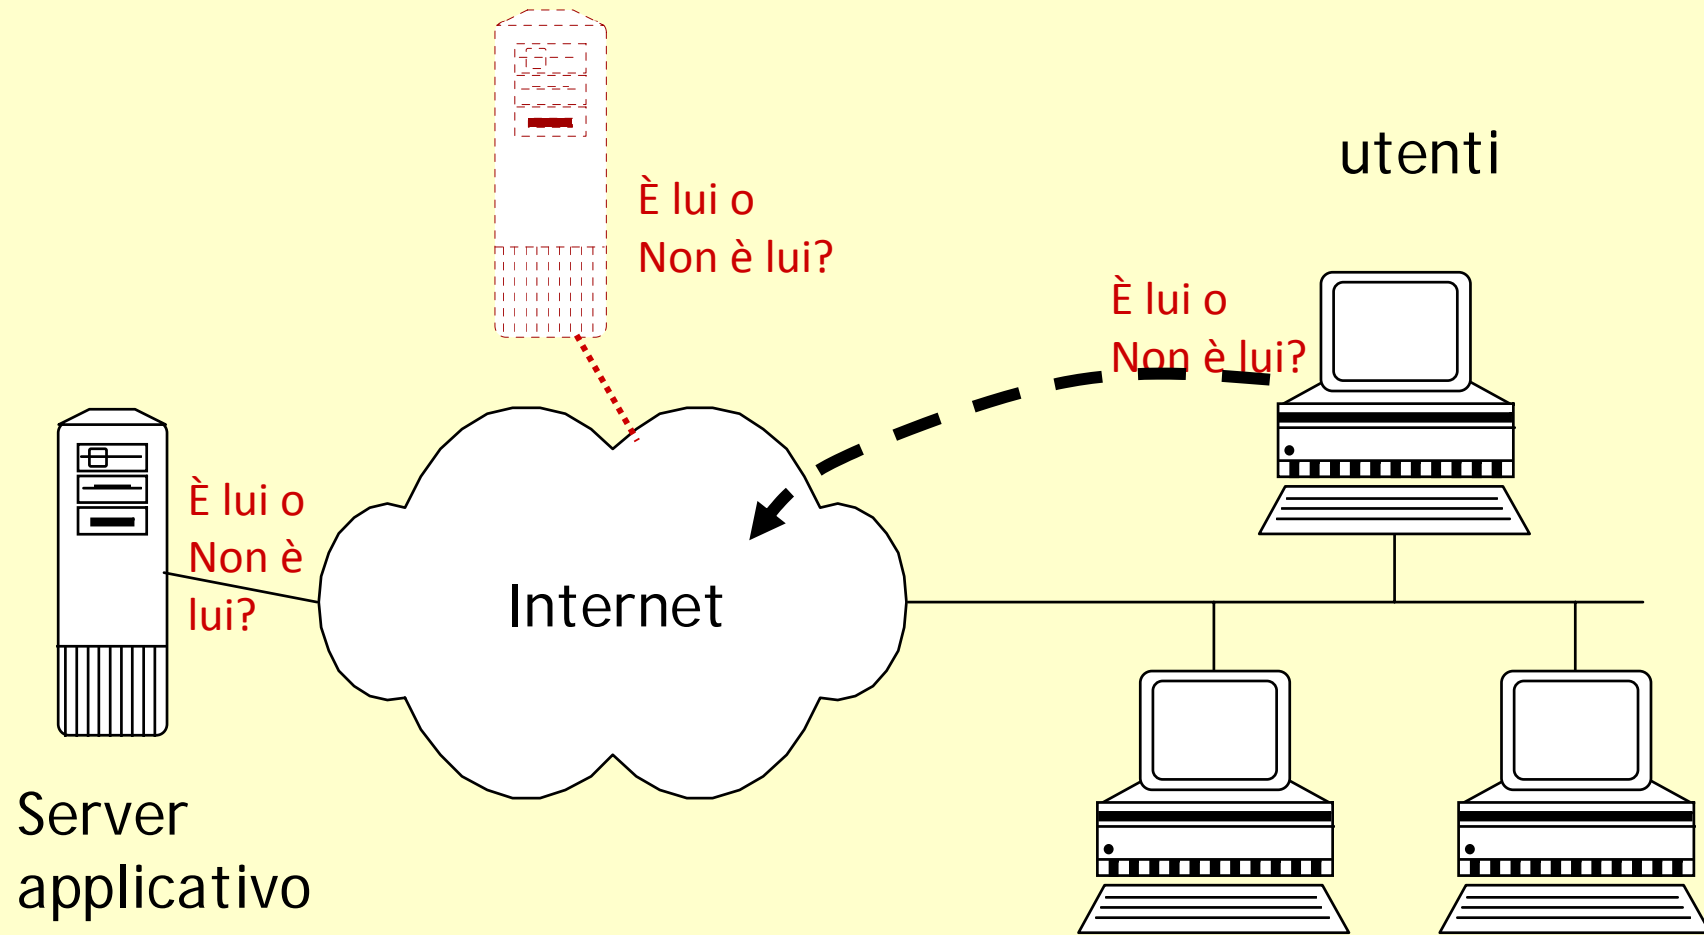 utenti
È lui o
Non è lui?
È lui o
Non è lui?
È lui o
Non è
lui?
Internet
Server
applicativo